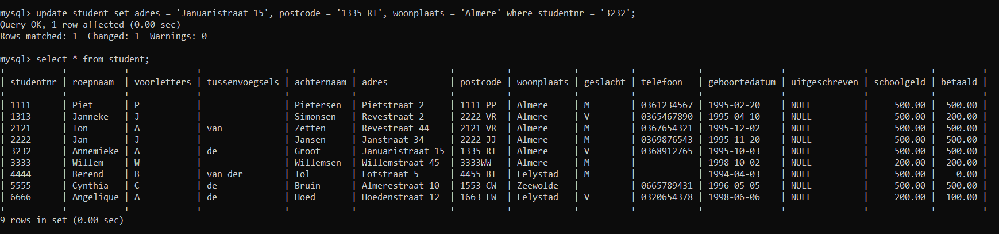 mysql> update student set adres = 'Januaristraat 15', postcode = '1335 RT', woonplaats = 'Almere' where studentnr = '3232';
Query OK, 1 row affected (0.00 sec)
Rows matched: 1  Changed: 1  Warnings: 0
mysql> select * from student;
+-----------+-----------+-------------+----------------+------------+------------------+----------+------------+----------+------------+---------------+---------------+------------+---------+
| studentnr | roepnaam  | voorletters | tussenvoegsels | achternaam | adres            | postcode | woonplaats | geslacht | telefoon   | geboortedatum | uitgeschreven | schoolgeld | betaald |
+-----------+-----------+-------------+----------------+------------+------------------+----------+------------+----------+------------+---------------+---------------+------------+---------+
| 1111      | Piet      | P           |                | Pietersen  | Pietstraat 2     | 1111 PP  | Almere     | M        | 0361234567 | 1995-02-20    | NULL          |     500.00 |  500.00 |
| 1313      | Janneke   | J           |                | Simonsen   | Revestraat 2     | 2222 VR  | Almere     | V        | 0365467890 | 1995-04-10    | NULL          |     500.00 |  200.00 |
| 2121      | Ton       | A           | van            | Zetten     | Revestraat 44    | 2121 VR  | Almere     | M        | 0367654321 | 1995-12-02    | NULL          |     500.00 |  500.00 |
| 2222      | Jan       | J           |                | Jansen     | Janstraat 34     | 2222 JJ  | Almere     | M        | 0369876543 | 1995-11-20    | NULL          |     500.00 |  500.00 |
| 3232      | Annemieke | A           | de             | Groot      | Januaristraat 15 | 1335 RT  | Almere     | V        | 0368912765 | 1995-10-03    | NULL          |     500.00 |  500.00 |
| 3333      | Willem    | W           |                | Willemsen  | Willemstraat 45  | 3333WW   | Almere     | M        |            | 1998-10-02    | NULL          |     200.00 |  200.00 |
| 4444      | Berend    | B           | van der        | Tol        | Lotstraat 5      | 4455 BT  | Lelystad   | M        |            | 1994-04-03    | NULL          |     500.00 |    0.00 |
| 5555      | Cynthia   | C           | de             | Bruin      | Almerestraat 10  | 1553 CW  | Zeewolde   |          | 0665789431 | 1996-05-05    | NULL          |     500.00 |  500.00 |
| 6666      | Angelique | A           | de             | Hoed       | Hoedenstraat 12  | 1663 LW  | Lelystad   | V        | 0320654378 | 1998-06-06    | NULL          |     200.00 |  100.00 |
+-----------+-----------+-------------+----------------+------------+------------------+----------+------------+----------+------------+---------------+---------------+------------+---------+
9 rows in set (0.00 sec)